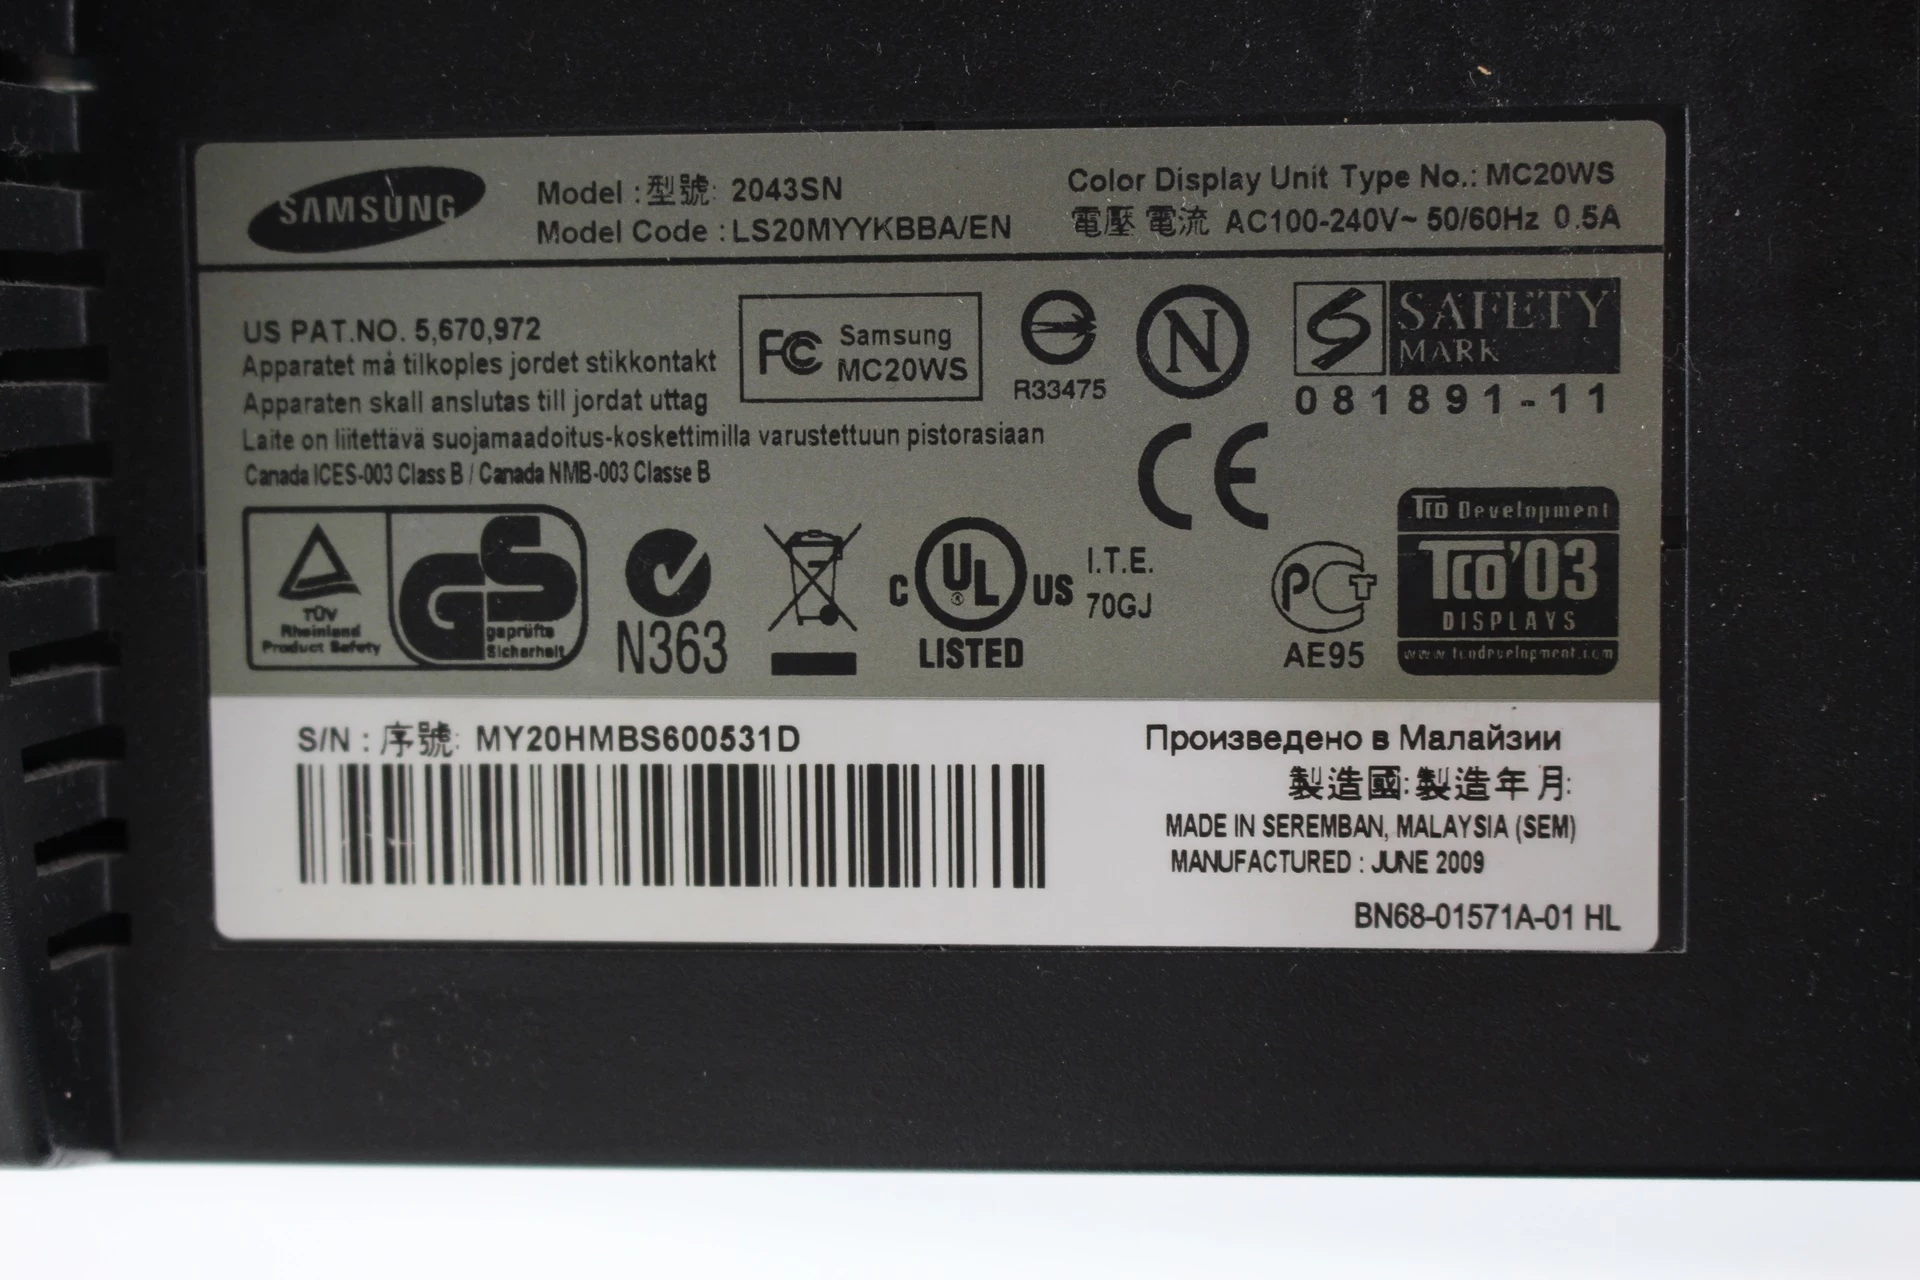 SAMSUNG
Model :型號: 2043SN
Model Code : LS20MYYKBBA/EN
Color Display Unit Type No.: MC20WS
電壓 電流 AC100-240V~ 50/60Hz 0.5A
US PAT.NO. 5,670,972
Apparatet må tilkoples jordet stikkontakt
Apparaten skall anslutas till jordat uttag
Laite on liitettävä suojamaadoitus-koskettimilla varustettuun pistorasiaan
Canada ICES-003 Class B / Canada NMB-003 Classe B
FC Samsung
MC20WS
R33475
N
SAFETY
MARK
081891-11
CE
TÜV
Rheinland
Product Safety
GS
geprüfte
Sicherheit
N363
C UL® US
LISTED
I.T.E.
70GJ
PCT
AE95
TCO Development
TCO'03
DISPLAYS
www.tcodevelopment.com
S/N : 序號: MY20HMBS600531D
Произведено в Малайзии
製造國: 製造年月:
MADE IN SEREMBAN, MALAYSIA (SEM)
MANUFACTURED : JUNE 2009
BN68-01571A-01 HL